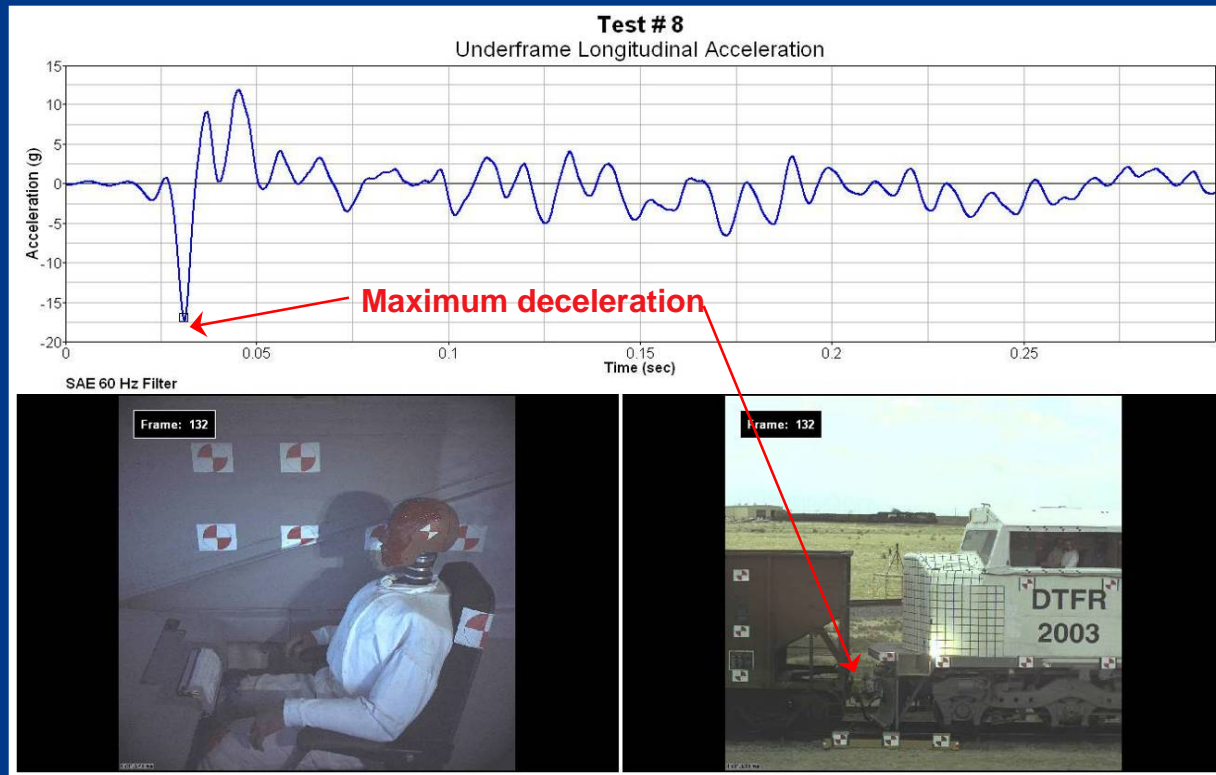 Test # 8
Underframe Longitudinal Acceleration
Acceleration (g)
15
10
5
0
-5
-10
-15
-20
Maximum deceleration
0
0.05
0.1
0.15
0.2
0.25
Time (sec)
SAE 60 Hz Filter
Frame: 132
Frame: 132
DTFR
2003